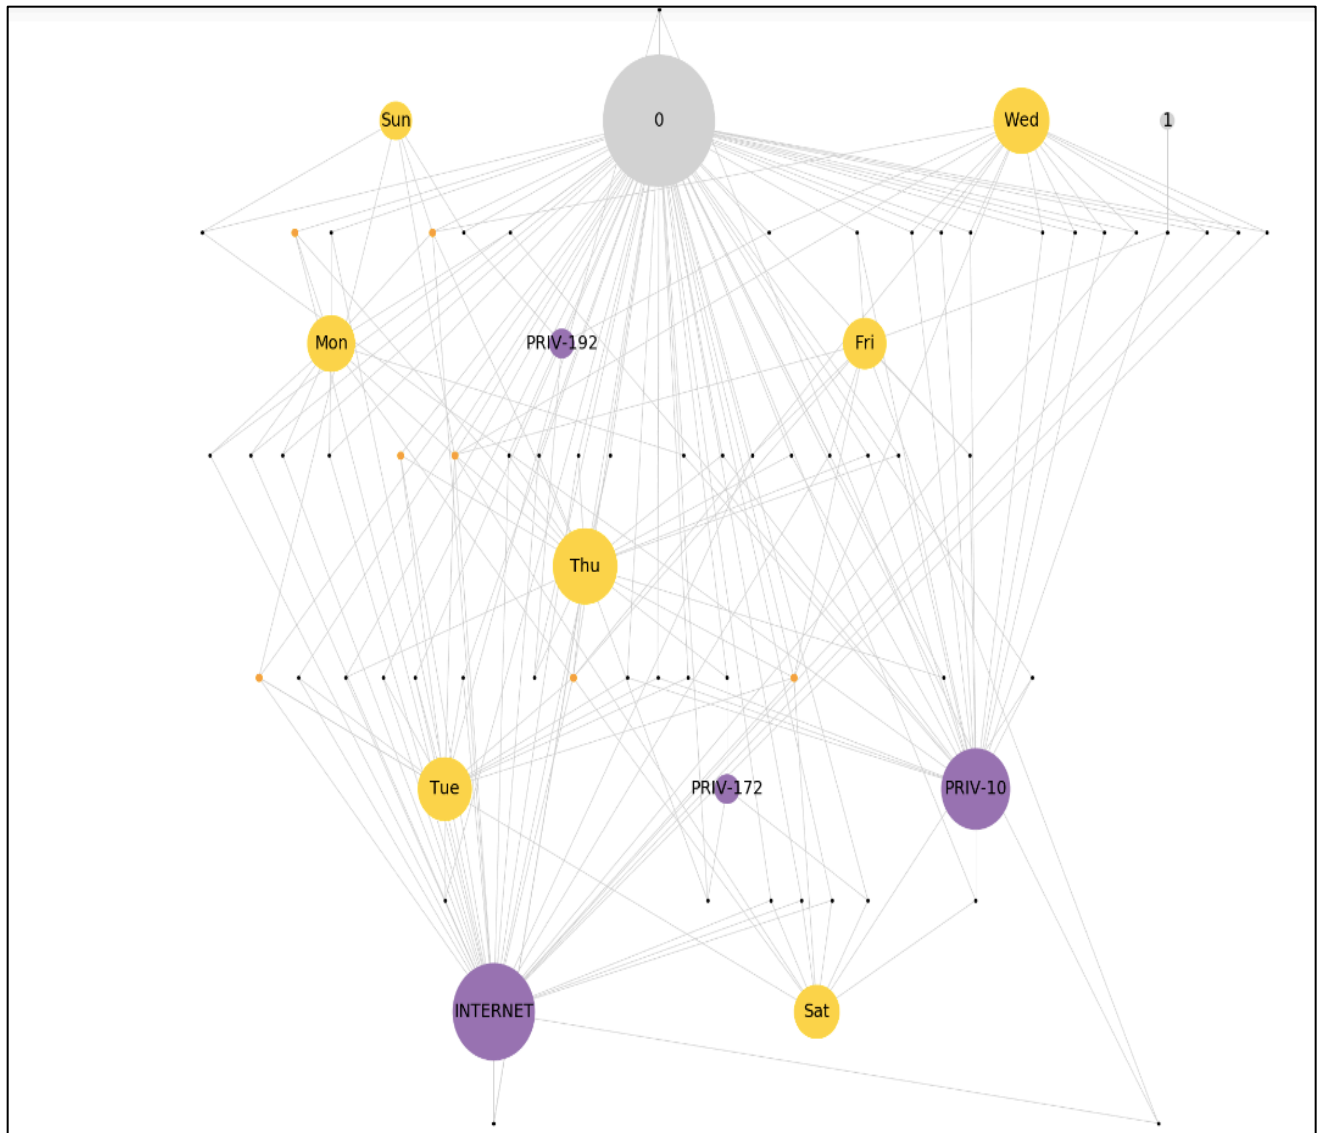 Sun
0
Wed
1
Mon
PRIV-192
Fri
Thu
Tue
PRIV-172
PRIV-10
INTERNET
Sat